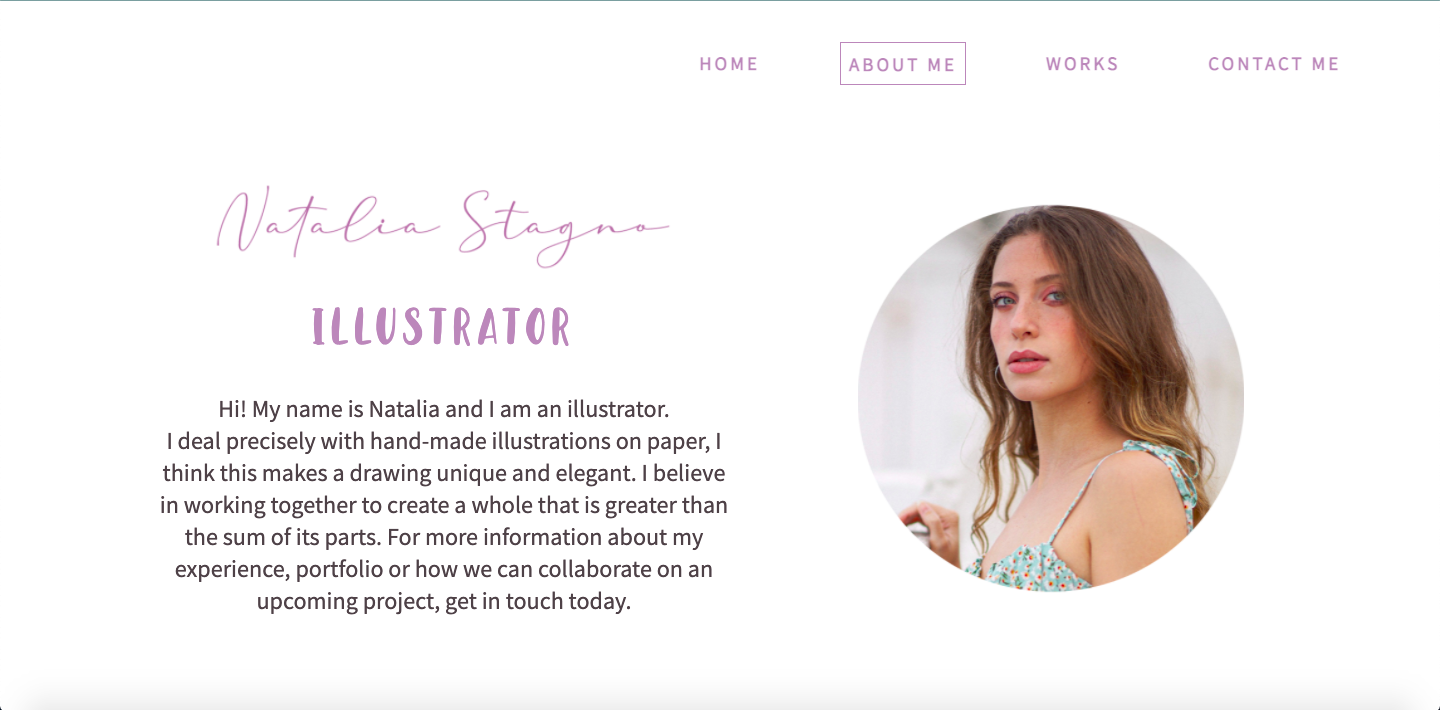 HOME ABOUT ME WORKS CONTACT ME
Natalia Stagno
ILLUSTRATOR
Hi! My name is Natalia and I am an illustrator.
I deal precisely with hand-made illustrations on paper, I
think this makes a drawing unique and elegant. I believe
in working together to create a whole that is greater than
the sum of its parts. For more information about my
experience, portfolio or how we can collaborate on an
upcoming project, get in touch today.